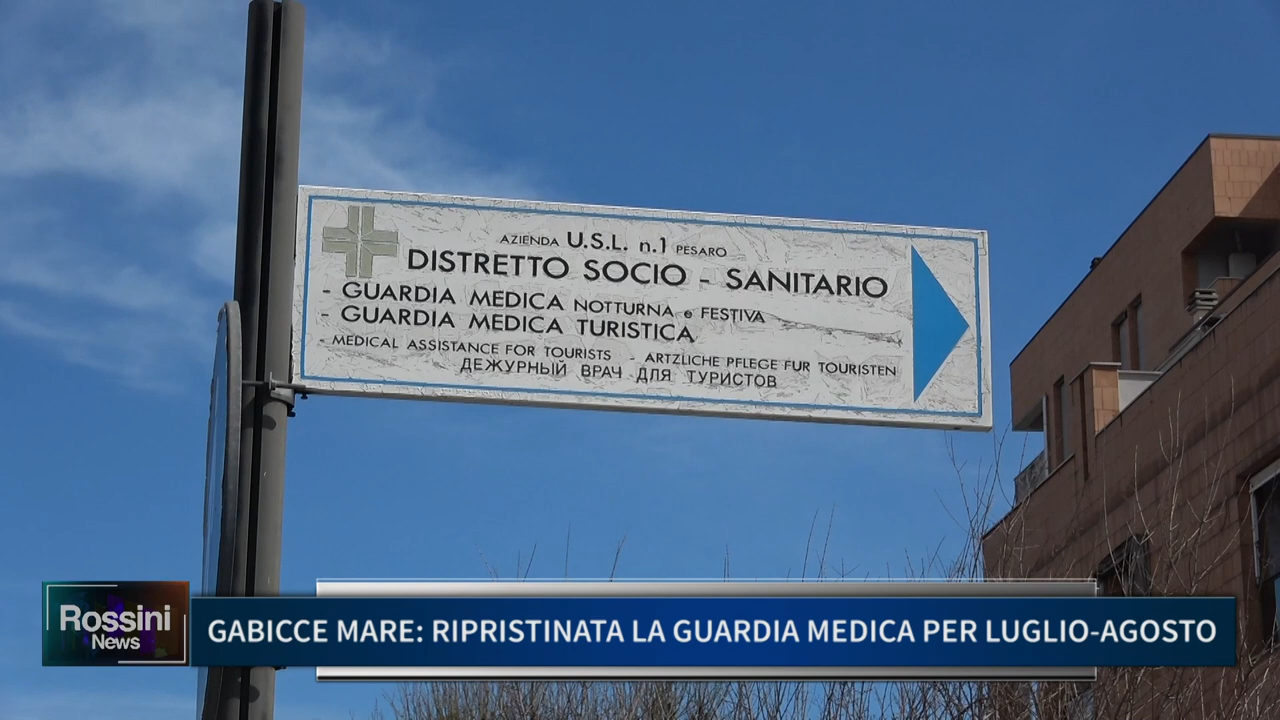 AZIENDA U.S.L. n.1 PESARO
DISTRETTO SOCIO - SANITARIO
- GUARDIA MEDICA NOTTURNA e FESTIVA
- GUARDIA MEDICA TURISTICA
- MEDICAL ASSISTANCE FOR TOURISTS - ARTZLICHE PFLEGE FUR TOURISTEN
ДЕЖУРНЫЙ ВРАЧ ДЛЯ ТУРИСТОВ
Rossini
News
GABICCE MARE: RIPRISTINATA LA GUARDIA MEDICA PER LUGLIO-AGOSTO